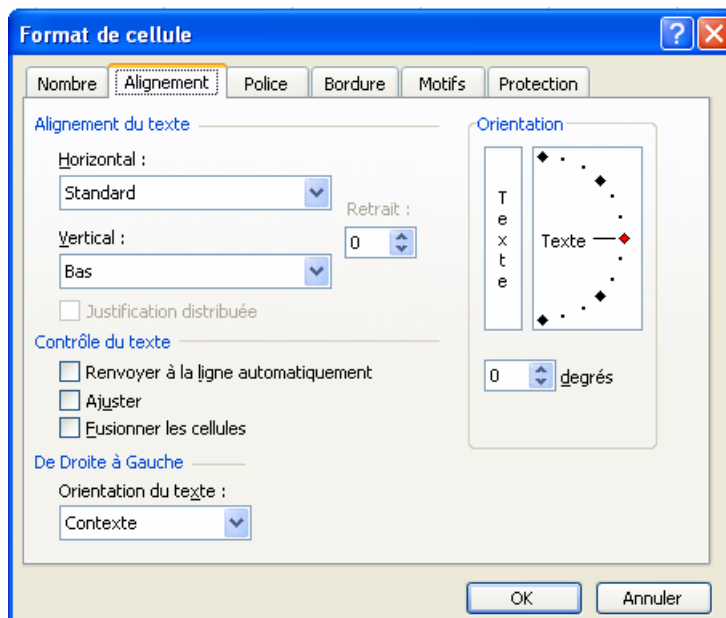 Format de cellule
Nombre Alignement Police Bordure Motifs Protection
Alignement du texte
Horizontal :
Standard
Retrait :
0
Vertical :
Bas
Justification distribuée
Contrôle du texte
Renvoyer à la ligne automatiquement
Ajuster
Fusionner les cellules
De Droite à Gauche
Orientation du texte :
Contexte
Orientation
T
e
x
t
e
Texte
0 degrés
OK Annuler